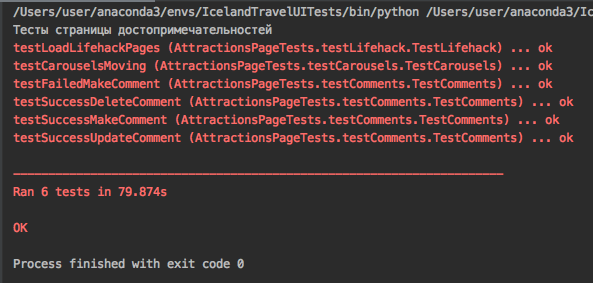 /Users/user/anaconda3/envs/IcelandTravelUITests/bin/python /Users/user/anaconda3/Ic
Тесты страницы достопримечательностей
testLoadLifehackPages (AttractionsPageTests.testLifehack.TestLifehack) ... ok
testCarouselsMoving (AttractionsPageTests.testCarousels.TestCarousels) ... ok
testFailedMakeComment (AttractionsPageTests.testComments.TestComments) ... ok
testSuccessDeleteComment (AttractionsPageTests.testComments.TestComments) ... ok
testSuccessMakeComment (AttractionsPageTests.testComments.TestComments) ... ok
testSuccessUpdateComment (AttractionsPageTests.testComments.TestComments) ... ok
----------------------------------------------------------------------
Ran 6 tests in 79.874s
OK
Process finished with exit code 0